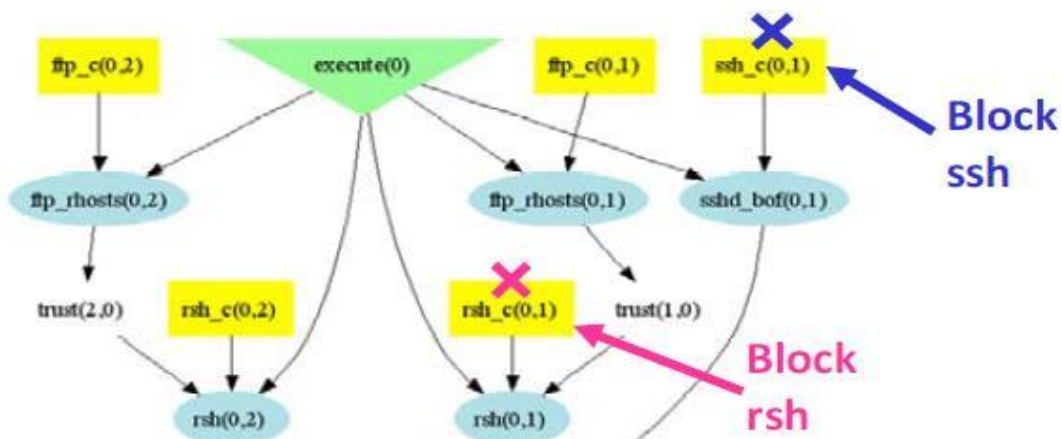 ftp_c(0,2)
execute(0)
ftp_c(0,1)
ssh_c(0,1)
Block
ssh
ftp_rhosts(0,2)
ftp_rhosts(0,1)
sshd_bof(0,1)
trust(2,0)
rsh_c(0,2)
rsh_c(0,1)
trust(1,0)
Block
rsh
rsh(0,2)
rsh(0,1)